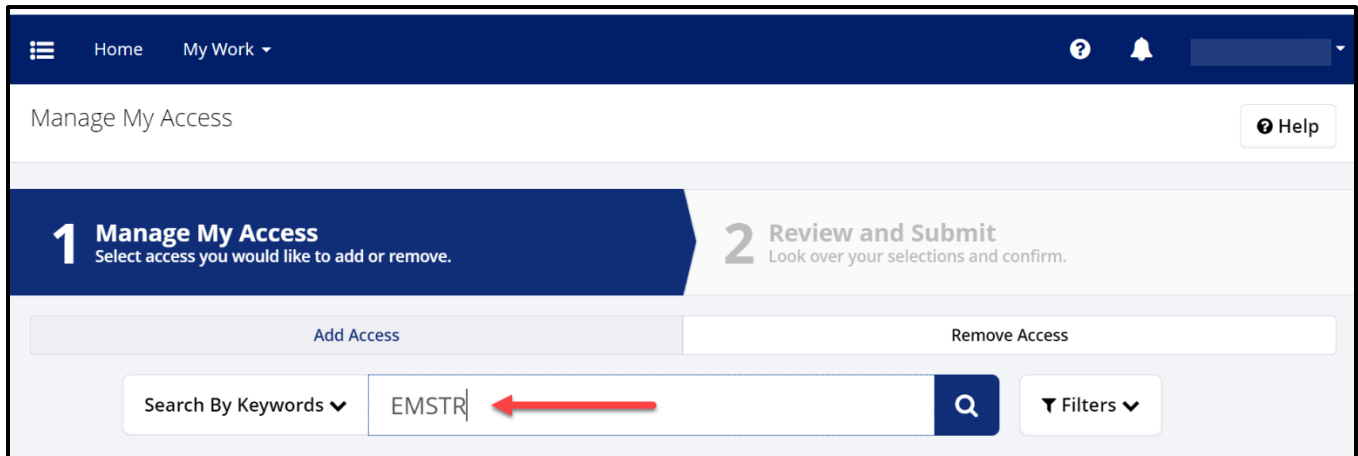 Home My Work
Manage My Access
Help
1 Manage My Access
Select access you would like to add or remove.
2 Review and Submit
Look over your selections and confirm.
Add Access Remove Access
Search By Keywords EMSTR Filters